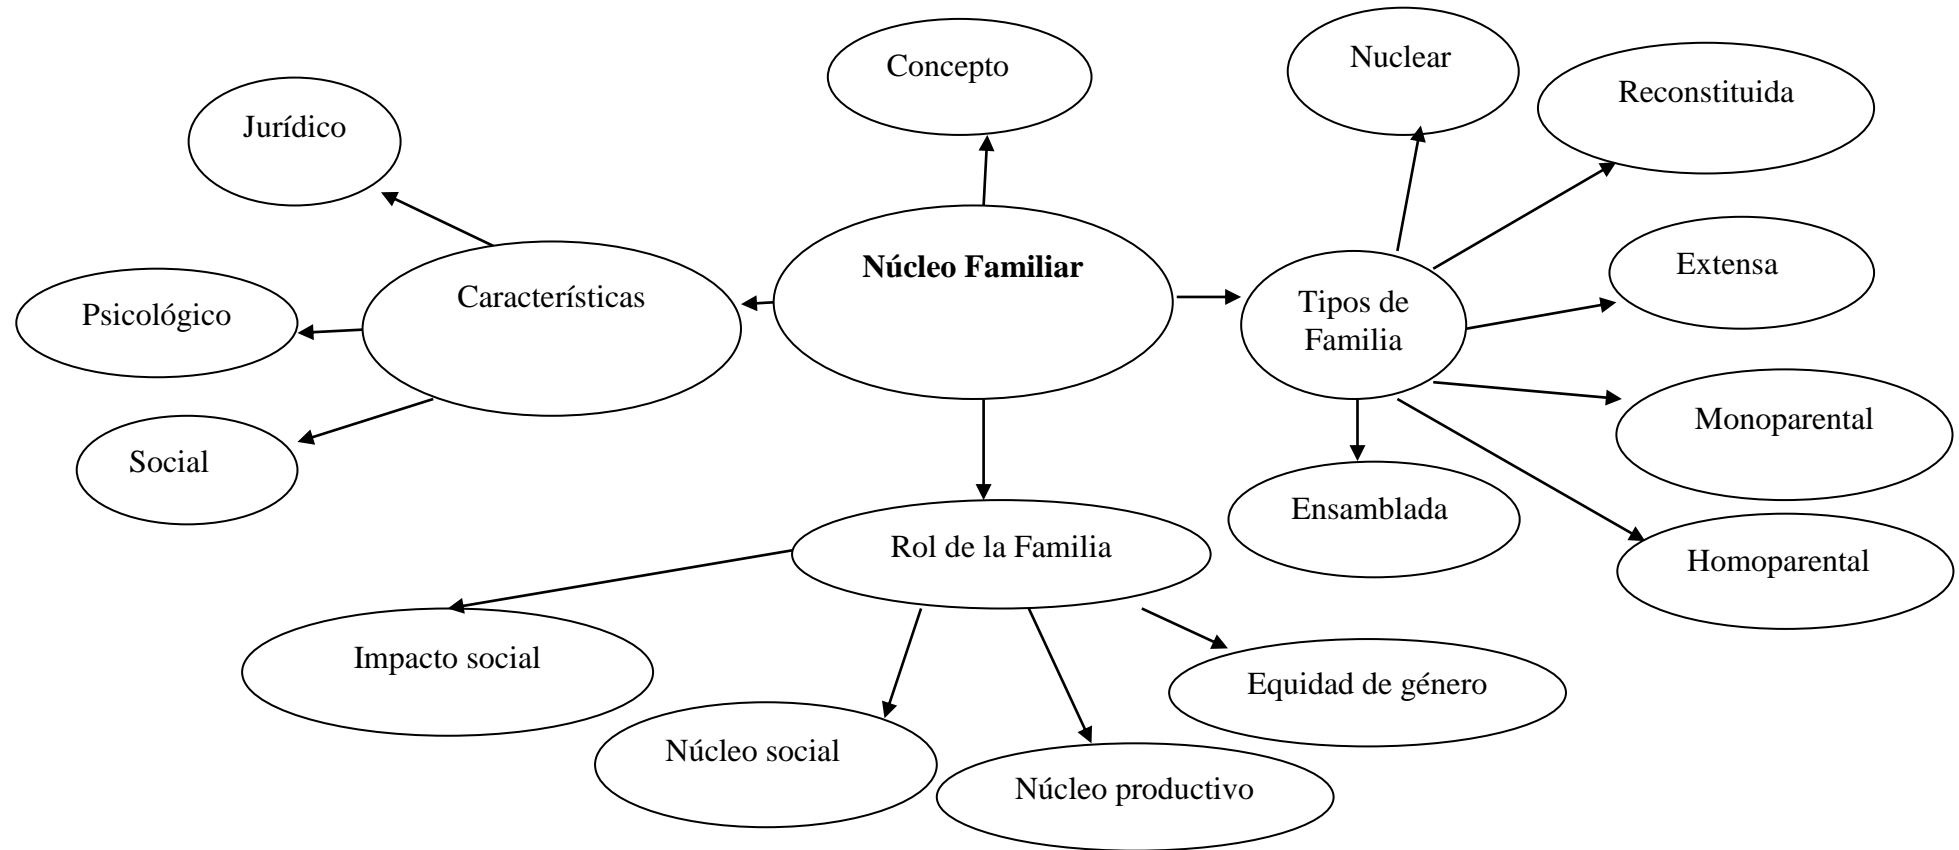 Concepto
Nuclear
Reconstituida
Jurídico
Núcleo Familiar
Extensa
Características
Tipos de
Familia
Psicológico
Monoparental
Social
Ensamblada
Rol de la Familia
Homoparental
Impacto social
Equidad de género
Núcleo social
Núcleo productivo